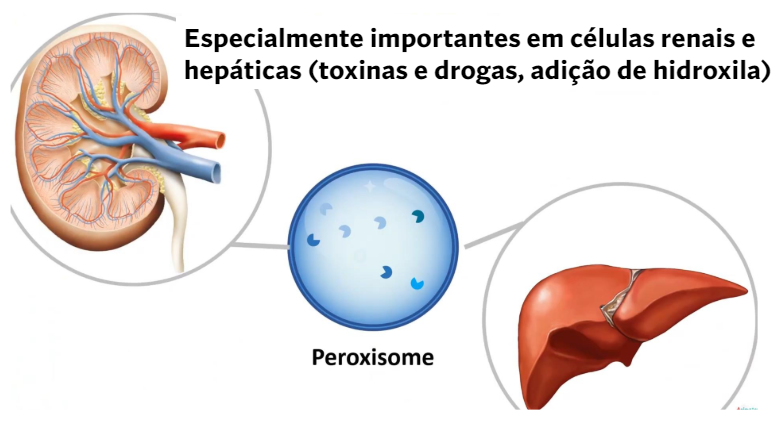 Especialmente importantes em células renais e
hepáticas (toxinas e drogas, adição de hidroxila)
Peroxisome